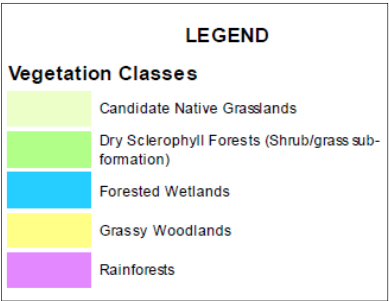 LEGEND
Vegetation Classes
Candidate Native Grasslands
Dry Sclerophyll Forests (Shrub/grass sub-
formation)
Forested Wetlands
Grassy Woodlands
Rainforests